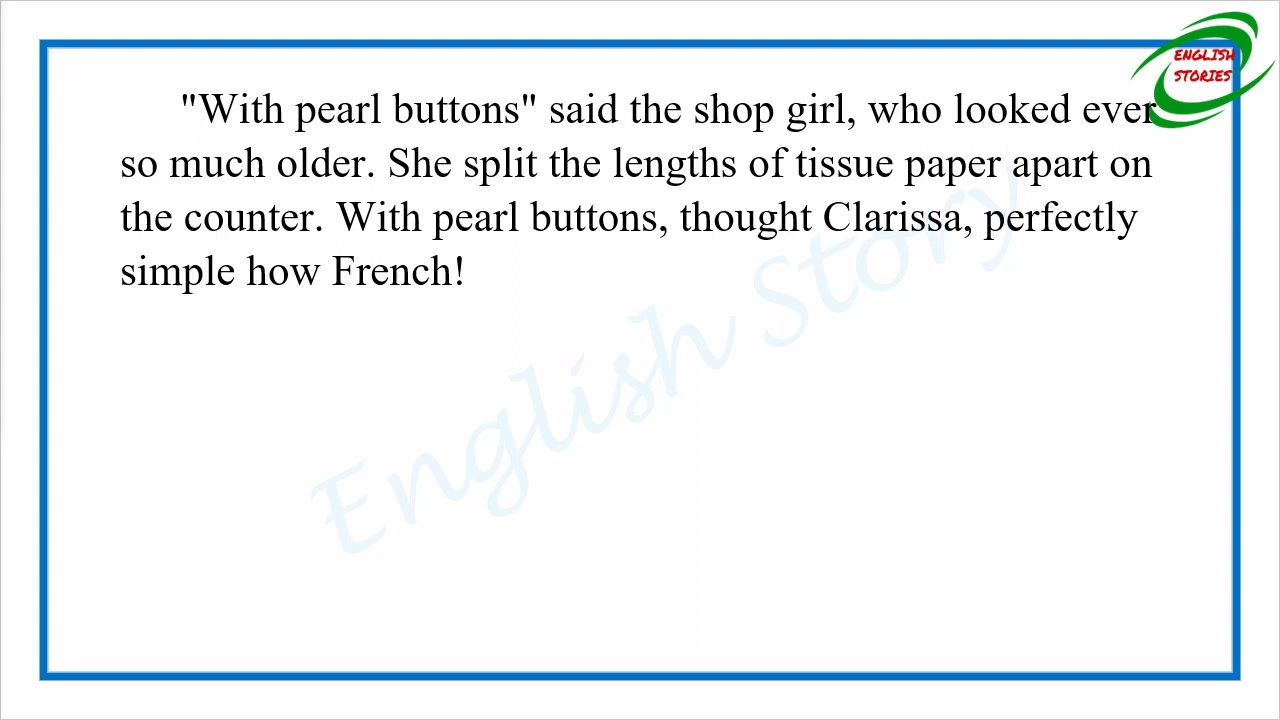 ENGLISH
STORIES
"With pearl buttons" said the shop girl, who looked ever
so much older. She split the lengths of tissue paper apart on
the counter. With pearl buttons, thought Clarissa, perfectly
simple how French!
English Story